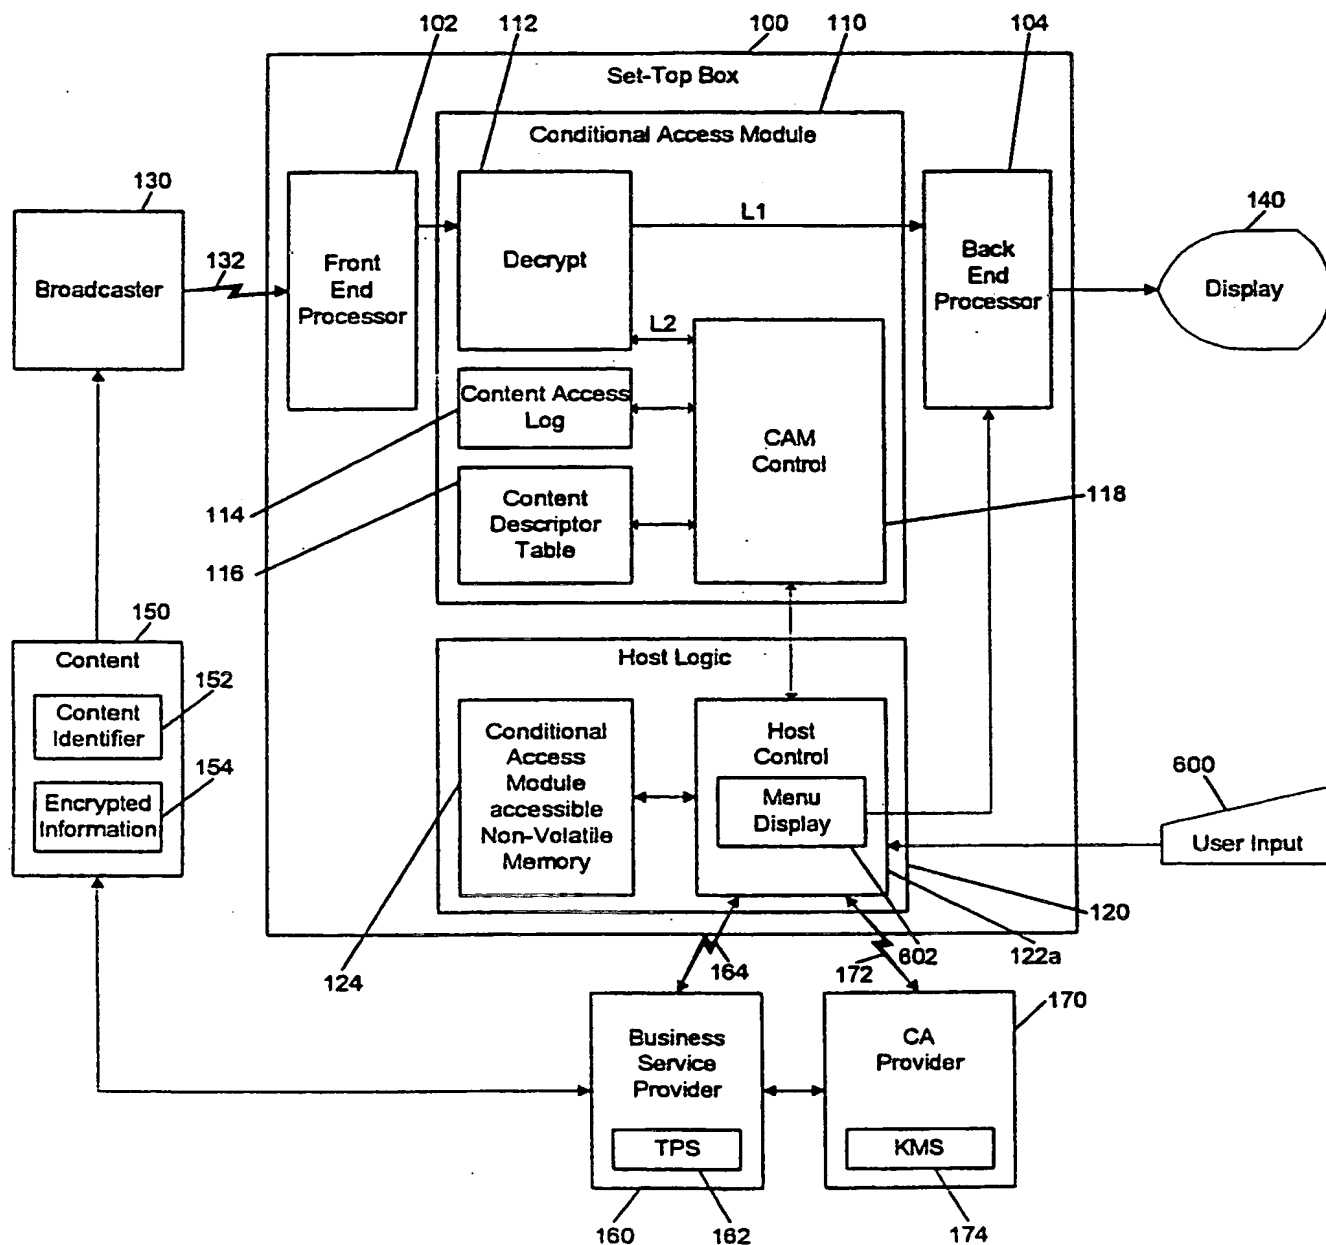 102
112
100
110
104
Set-Top Box
Conditional Access Module
130
Broadcaster
132
Front
End
Processor
Decrypt
L1
L2
Back
End
Processor
140
Display
Content Access
Log
CAM
Control
Content
Descriptor
Table
114
116
118
150
Content
152
Content
Identifier
154
Encrypted
Information
Host Logic
Conditional
Access
Module
accessible
Non-Volatile
Memory
Host
Control
Menu
Display
600
User Input
120
122a
602
164
172
124
170
Business
Service
Provider
TPS
CA
Provider
KMS
160
162
174